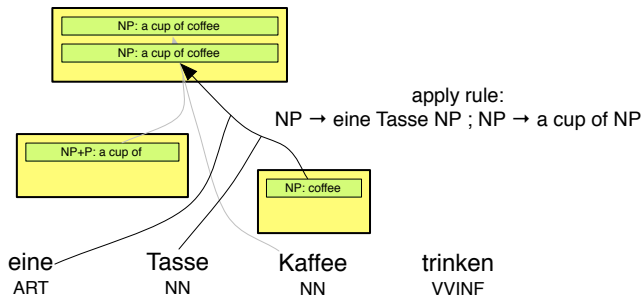 NP: a cup of coffee
NP: a cup of coffee
apply rule:
NP → eine Tasse NP ; NP → a cup of NP
NP+P: a cup of
NP: coffee
eine Tasse Kaffee trinken
ART NN NN VVINF